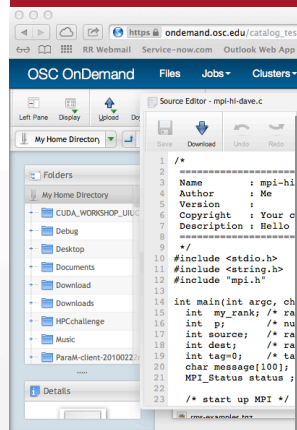 https ondemand.osc.edu/catalog_tes
RR Webmail Service-now.com Outlook Web App
OSC OnDemand Files Jobs Clusters
Left Pane Display Upload Do
My Home Directory
Folders
My Home Directory
CUDA_WORKSHOP_UIUC
Debug
Desktop
Documents
Download
Downloads
HPCchallenge
Music
ParaM-client-20100222
Details
Source Editor - mpi-hi-dave.c
Save Download Undo Redo
1 /*
2 ================
3 Name : mpi-hi
4 Author : Me
5 Version :
6 Copyright : Your c
7 Description : Hello
8 ================
9 */
10 #include <stdio.h>
11 #include <string.h>
12 #include "mpi.h"
13
14 int main(int argc, ch
15 int my_rank; /* ra
16 int p; /* nu
17 int source; /* ra
18 int dest; /* ra
19 int tag=0; /* ta
20 char message[100];
21 MPI_Status status ;
22
23 /* start up MPI */
rmx-examples.tgz